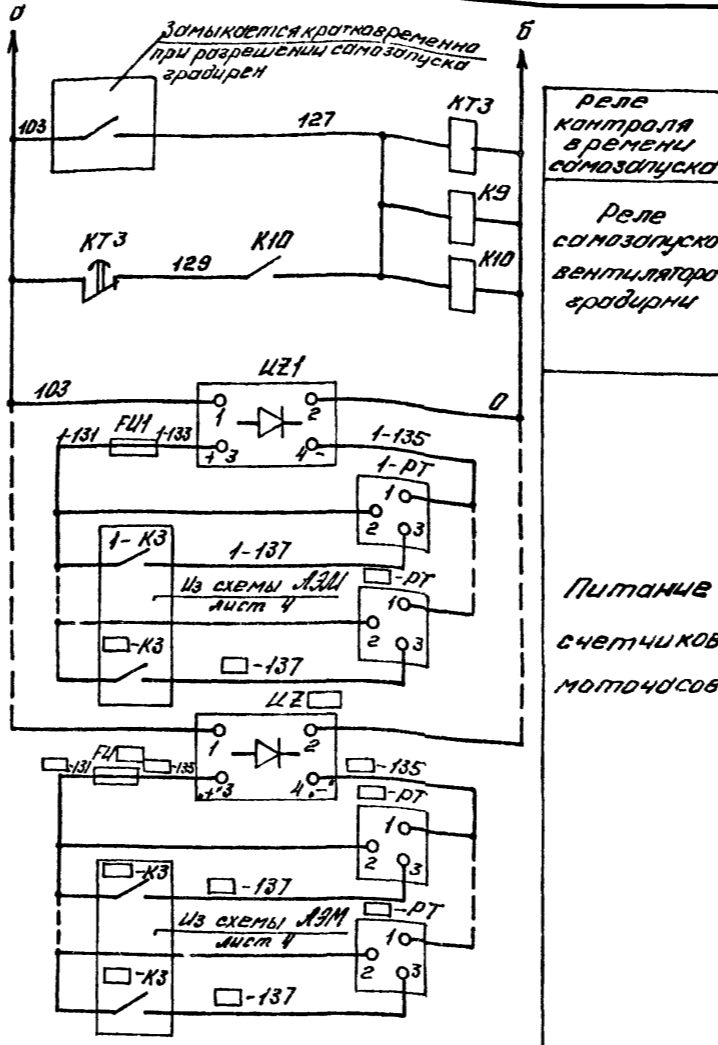 а
б
Замыкается кратковременно
при разрешении самозапуска
градирен
103
127
КТ3
реле
контроля
времени
самозапуска
К9
Реле
самозапуска
вентилятора
градирни
КТ3
129
К10
К10
103
UZ1
0
1
2
1-131
FU1
1-133
+ 3
4 -
1-135
1-РТ
1
2
3
1-К3
1-137
Из схемы АЭМ
лист 4
-РТ
1
2
3
-К3
-137
Питание
счетчиков
моточасов
UZ
1
2
-131
FU
-135
"+" 3
4 "-"
-135
-РТ
1
2
3
-К3
-137
Из схемы АЭМ
лист 4
-РТ
1
2
3
-К3
-137